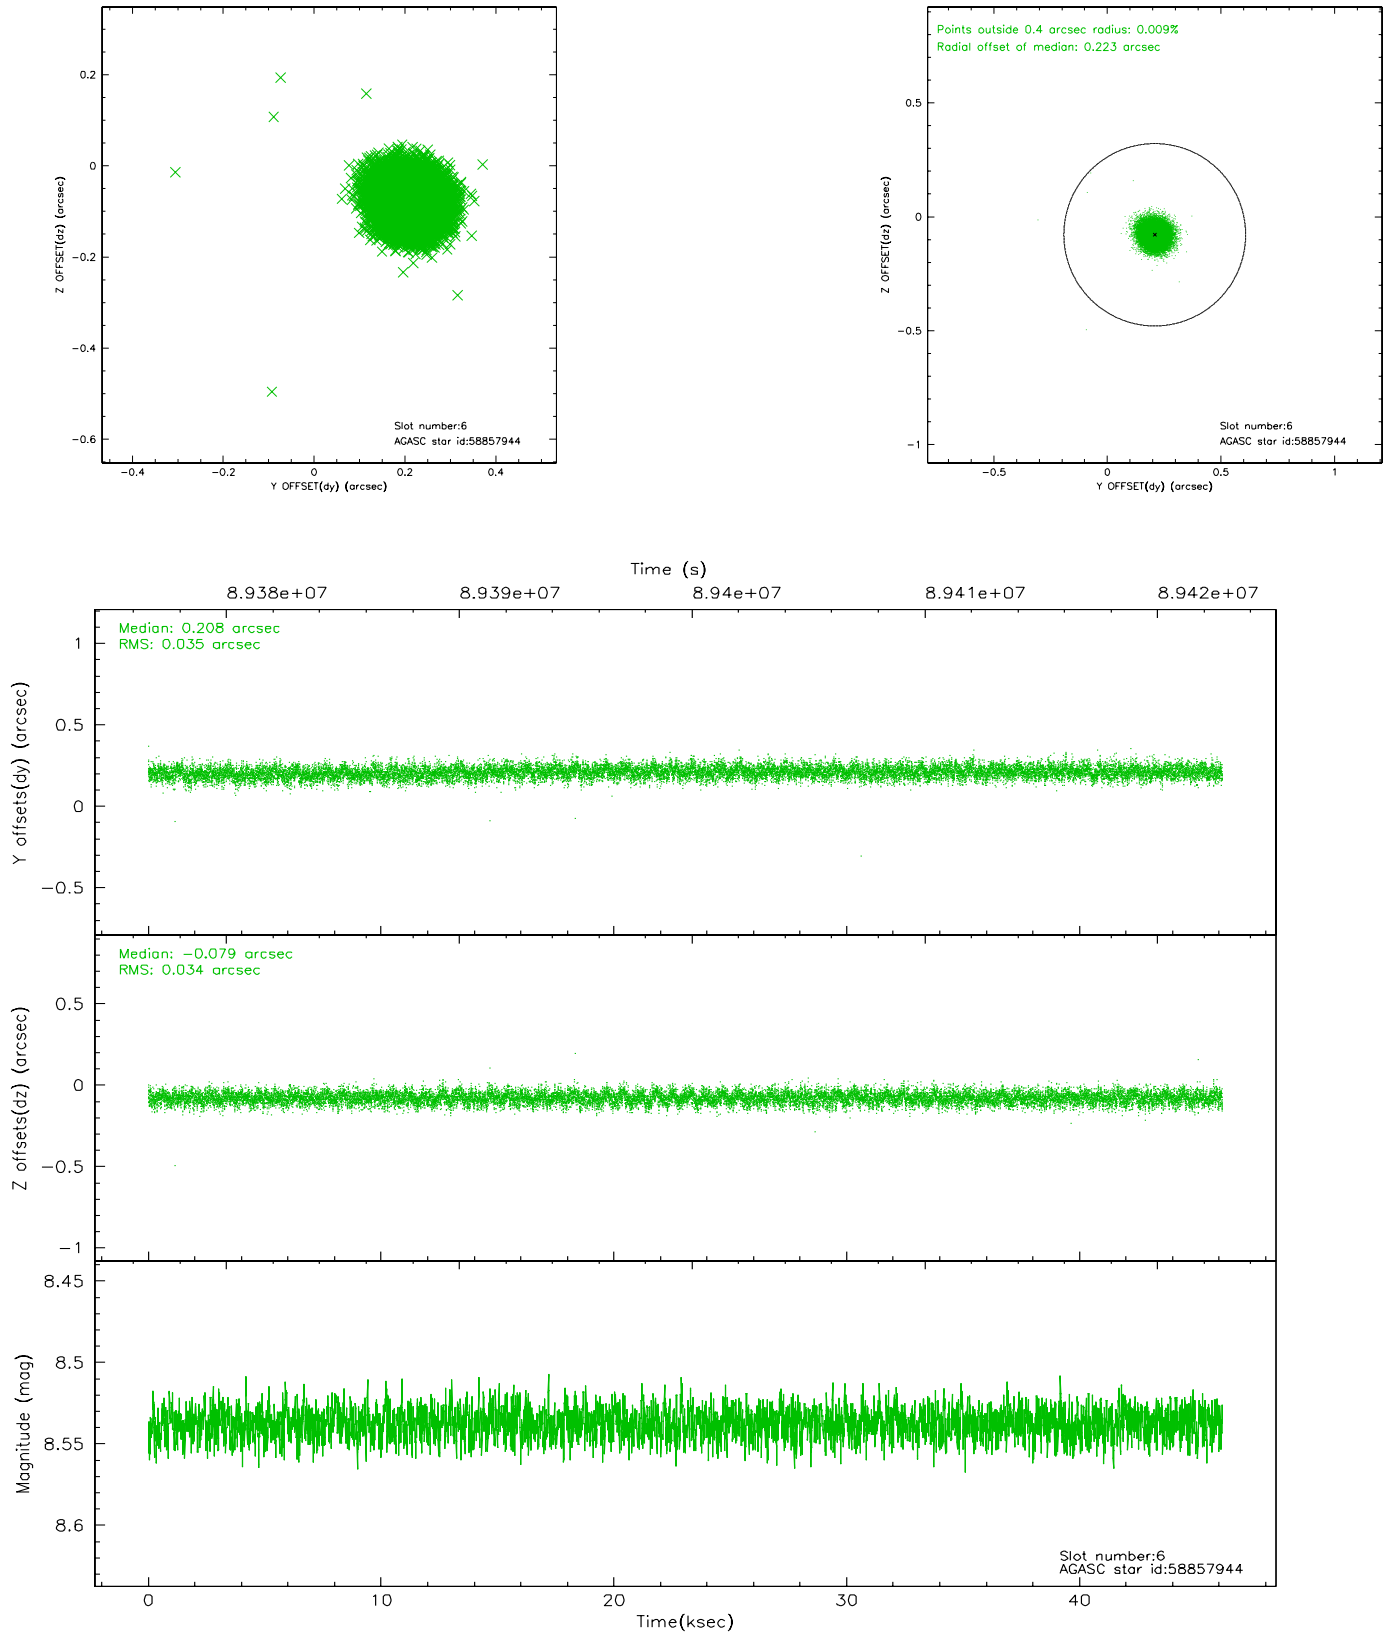 0.2
0
-0.2
-0.4
-0.6
Z OFFSET(dz) (arcsec)
-0.4 -0.2 0 0.2 0.4
Y OFFSET(dy) (arcsec)
Slot number:6
AGASC star id:58857944
Points outside 0.4 arcsec radius: 0.009%
Radial offset of median: 0.223 arcsec
0.5
0
-0.5
-1
Z OFFSET(dz) (arcsec)
-0.5 0 0.5 1
Y OFFSET(dy) (arcsec)
Slot number:6
AGASC star id:58857944
Time (s)
8.938e+07 8.939e+07 8.94e+07 8.941e+07 8.942e+07
Median: 0.208 arcsec
RMS: 0.035 arcsec
1
0.5
0
-0.5
Y offsets(dy) (arcsec)
Median: -0.079 arcsec
RMS: 0.034 arcsec
0.5
0
-0.5
-1
Z offsets(dz) (arcsec)
8.45
8.5
8.55
8.6
Magnitude (mag)
Slot number:6
AGASC star id:58857944
0 10 20 30 40
Time(ksec)